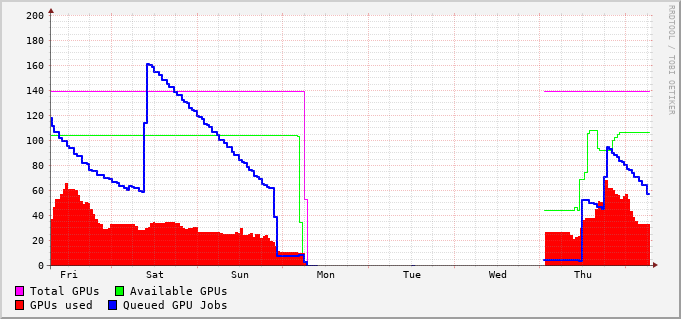 200
180
160
140
120
100
80
60
40
20
0
Fri Sat Sun Mon Tue Wed Thu
Total GPUs Available GPUs
GPUs used Queued GPU Jobs
RRDTOOL / TOBI OETIKER